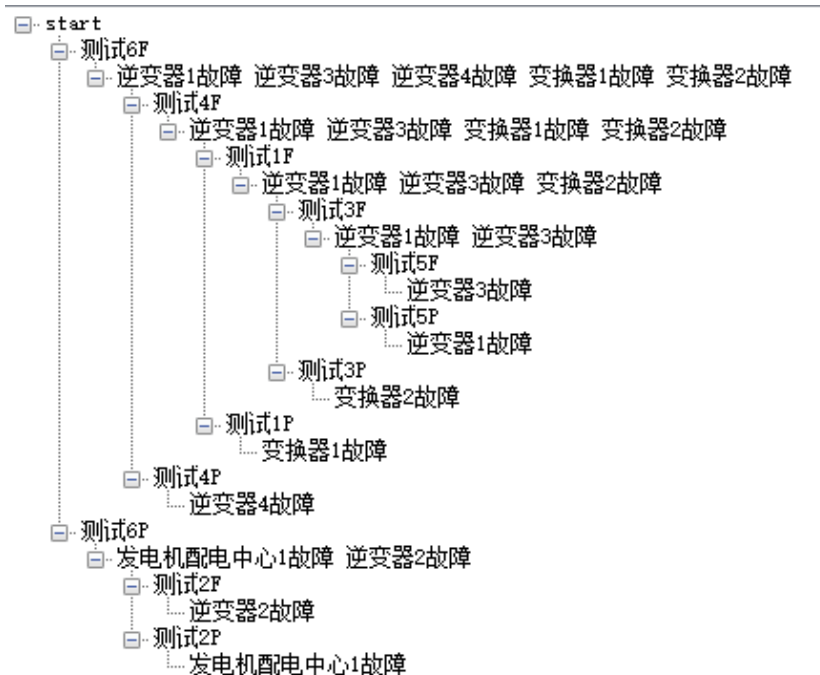 start
测试6F
逆变器1故障 逆变器3故障 逆变器4故障 变换器1故障 变换器2故障
测试4F
逆变器1故障 逆变器3故障 变换器1故障 变换器2故障
测试1F
逆变器1故障 逆变器3故障 变换器2故障
测试3F
逆变器1故障 逆变器3故障
测试5F
逆变器3故障
测试5P
逆变器1故障
测试3P
变换器2故障
测试1P
变换器1故障
测试4P
逆变器4故障
测试6P
发电机配电中心1故障 逆变器2故障
测试2F
逆变器2故障
测试2P
发电机配电中心1故障